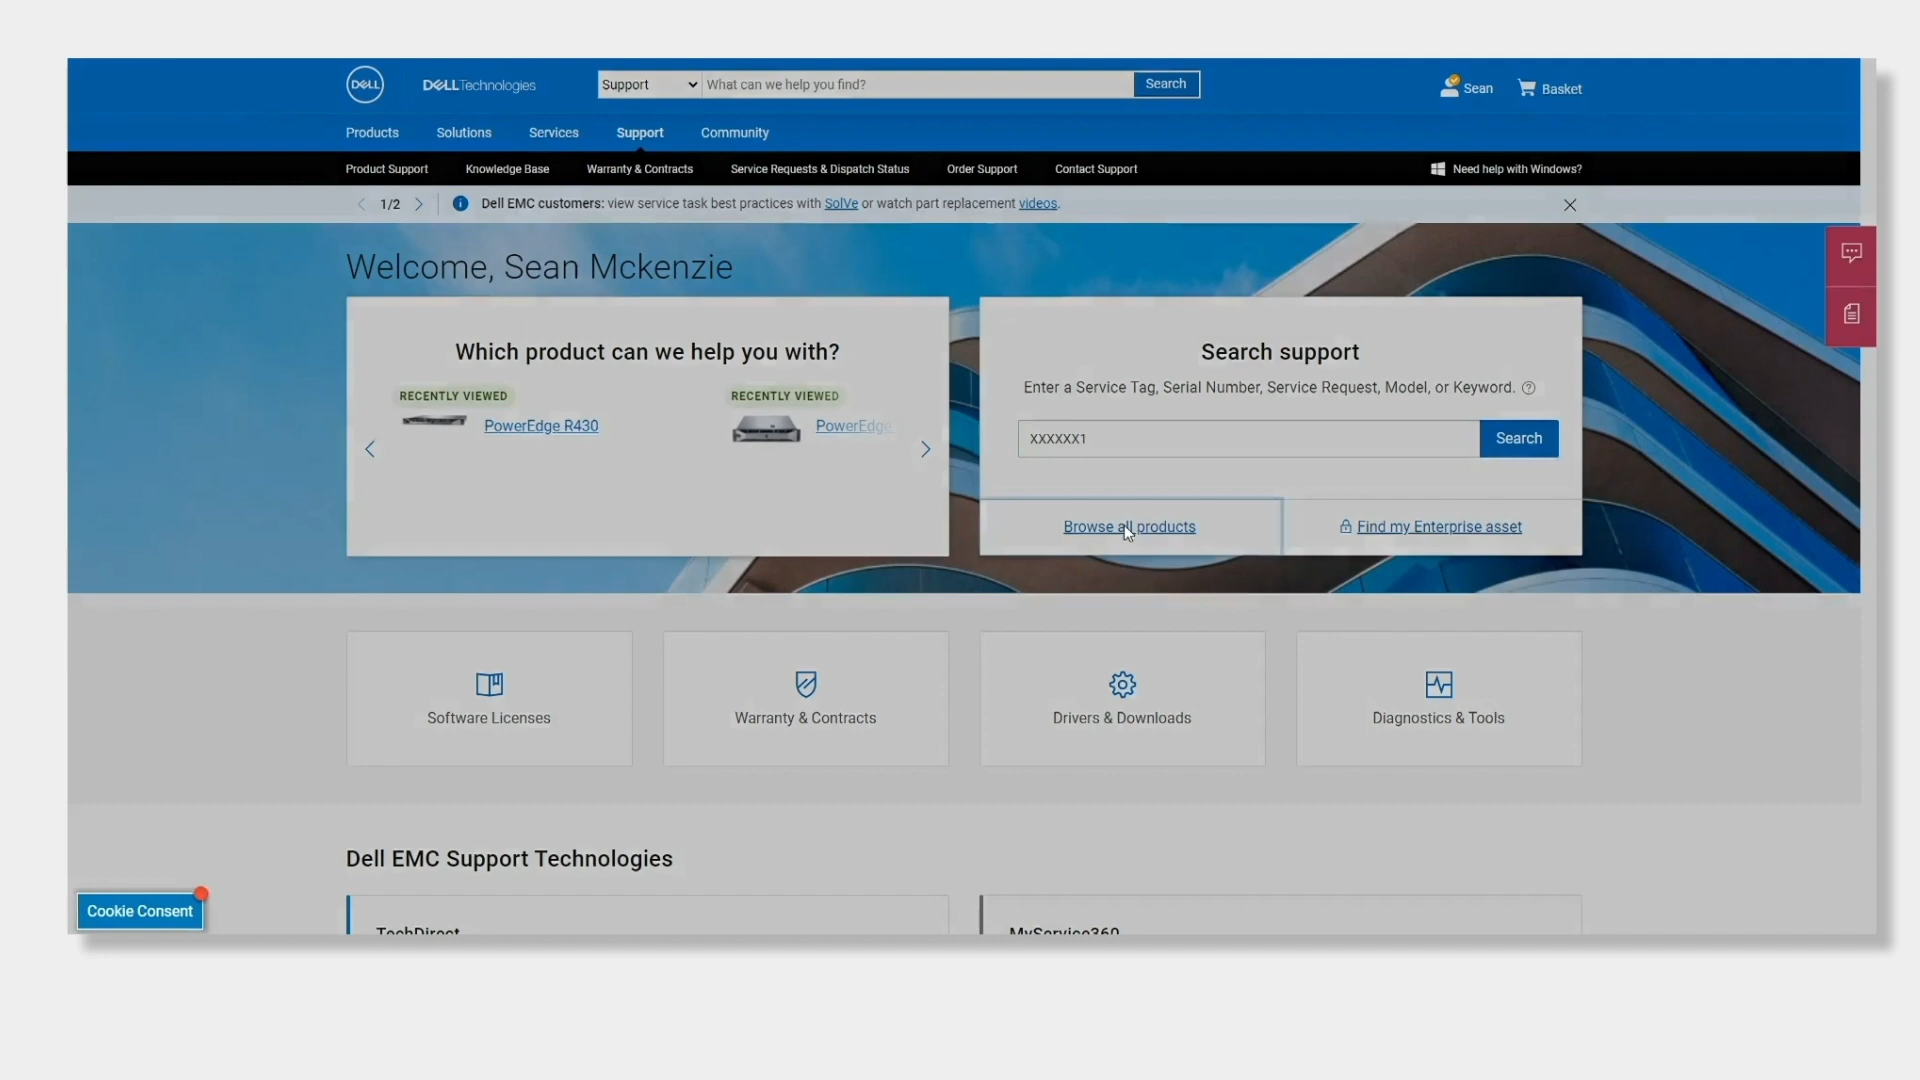 DELL
DELLTechnologies
Support
What can we help you find?
Search
Sean
Basket
Products
Solutions
Services
Support
Community
Product Support
Knowledge Base
Warranty & Contracts
Service Requests & Dispatch Status
Order Support
Contact Support
Need help with Windows?
1/2
Dell EMC customers: view service task best practices with SolVe or watch part replacement videos.
Welcome, Sean Mckenzie
Which product can we help you with?
RECENTLY VIEWED
PowerEdge R430
RECENTLY VIEWED
PowerEdge
Search support
Enter a Service Tag, Serial Number, Service Request, Model, or Keyword.
XXXXXX1
Search
Browse all products
Find my Enterprise asset
Software Licenses
Warranty & Contracts
Drivers & Downloads
Diagnostics & Tools
Dell EMC Support Technologies
TechDirect
MyService360
Cookie Consent